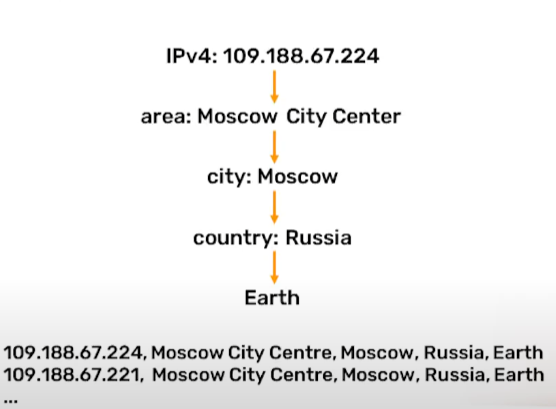 IPv4: 109.188.67.224
area: Moscow City Center
city: Moscow
country: Russia
Earth
109.188.67.224, Moscow City Centre, Moscow, Russia, Earth
109.188.67.221, Moscow City Centre, Moscow, Russia, Earth
...